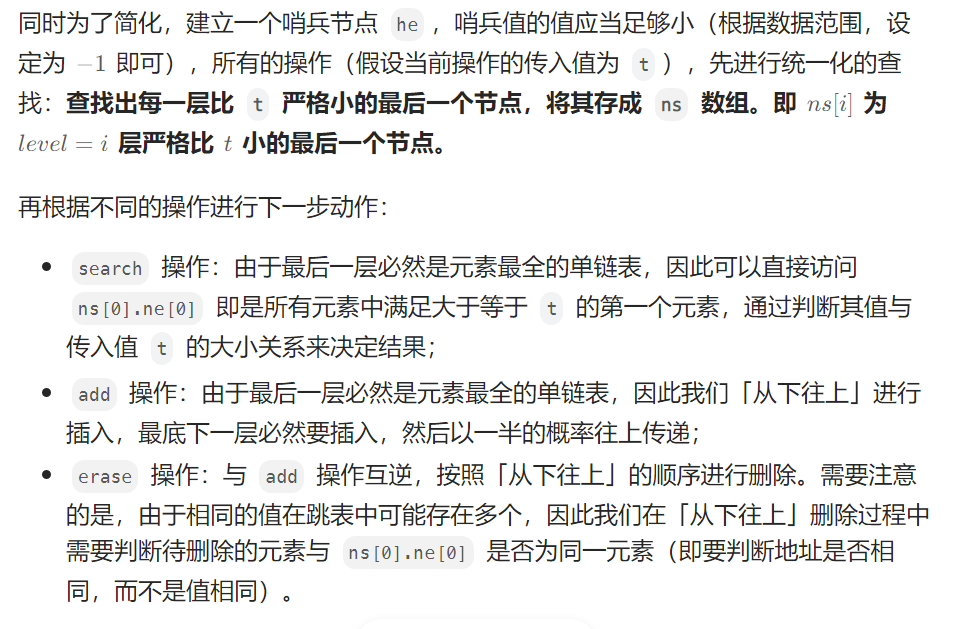 同时为了简化，建立一个哨兵节点 he ，哨兵值的值应当足够小（根据数据范围，设
定为 −1 即可），所有的操作（假设当前操作的传入值为 t ），先进行统一化的查
找：查找出每一层比 t 严格小的最后一个节点，将其存成 ns 数组。即 ns[i] 为
level = i 层严格比 t 小的最后一个节点。
再根据不同的操作进行下一步动作：
• search 操作：由于最后一层必然是元素最全的单链表，因此可以直接访问
ns[0].ne[0] 即是所有元素中满足大于等于 t 的第一个元素，通过判断其值与
传入值 t 的大小关系来决定结果；
• add 操作：由于最后一层必然是元素最全的单链表，因此我们「从下往上」进行
插入，最底下一层必然要插入，然后以一半的概率往上传递；
• erase 操作：与 add 操作互逆，按照「从下往上」的顺序进行删除。需要注意
的是，由于相同的值在跳表中可能存在多个，因此我们在「从下往上」删除过程中
需要判断待删除的元素与 ns[0].ne[0] 是否为同一元素（即要判断地址是否相
同，而不是值相同）。